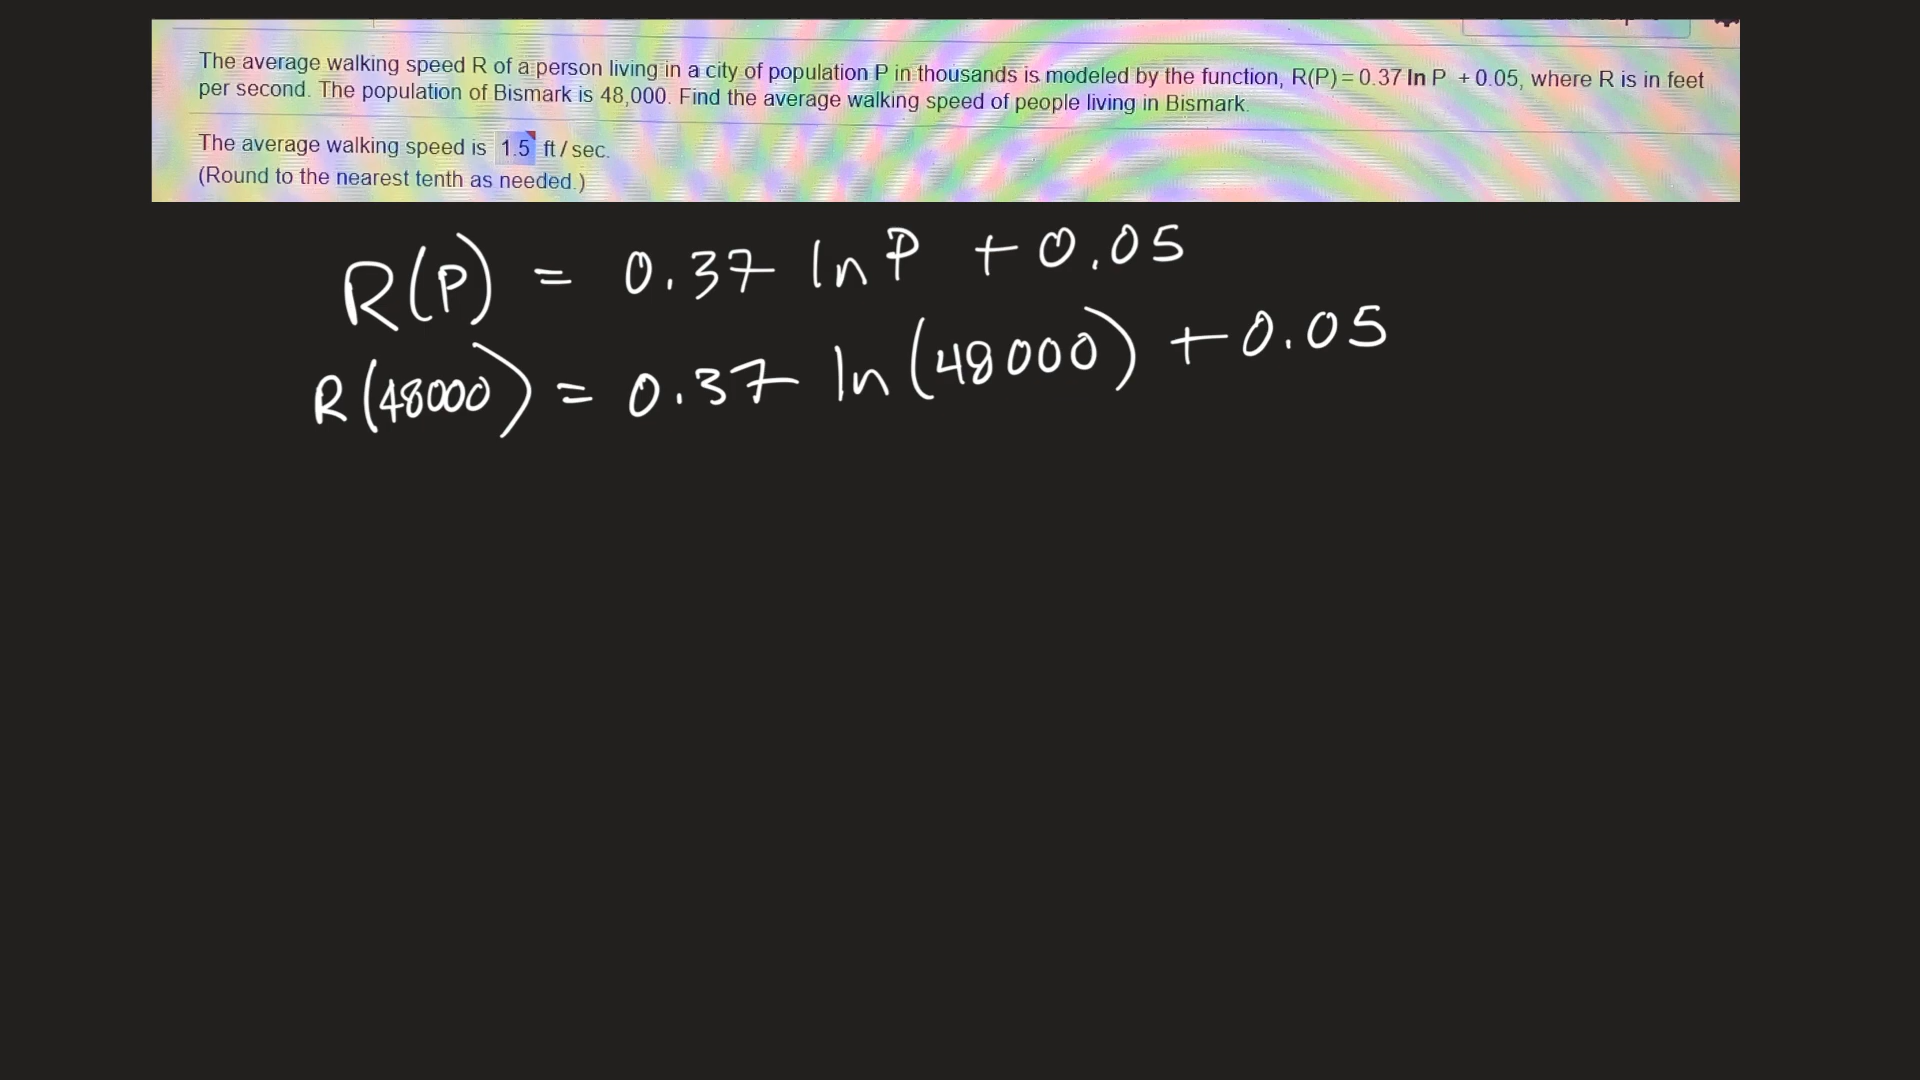 The average walking speed R of a person living in a city of population P in thousands is modeled by the function, R(P) = 0.37 ln P + 0.05, where R is in feet
per second. The population of Bismark is 48,000. Find the average walking speed of people living in Bismark.
The average walking speed is 1.5 ft / sec.
(Round to the nearest tenth as needed.)
R(P) = 0.37 ln P + 0.05
R(48000) = 0.37 ln (48000) + 0.05